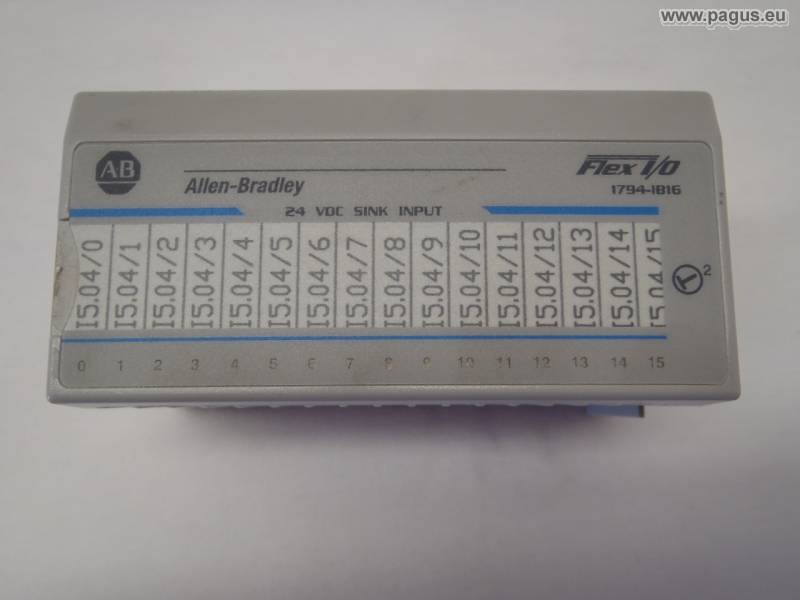 www.pagus.eu
AB
Allen-Bradley
Flex I/O
1794-IB16
24 VDC SINK INPUT
I5.04/0 I5.04/1 I5.04/2 I5.04/3 I5.04/4 I5.04/5 I5.04/6 I5.04/7 I5.04/8 I5.04/9 I5.04/10 I5.04/11 I5.04/12 I5.04/13 I5.04/14 I5.04/15
2
0 1 2 3 4 5 6 7 8 9 10 11 12 13 14 15